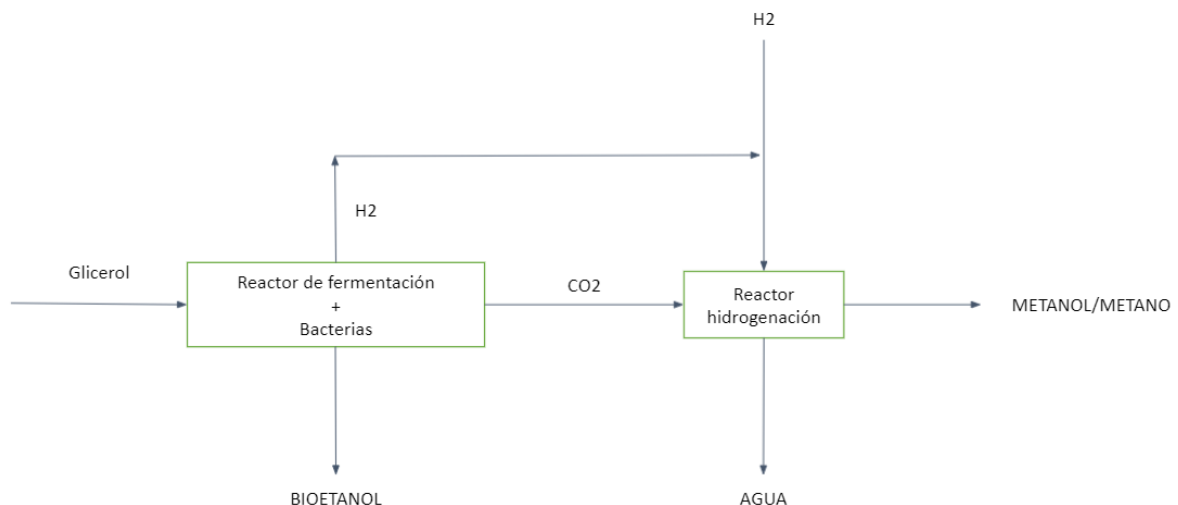 H2
H2
Glicerol
Reactor de fermentación
+
Bacterias
CO2
Reactor
hidrogenación
METANOL/METANO
BIOETANOL
AGUA